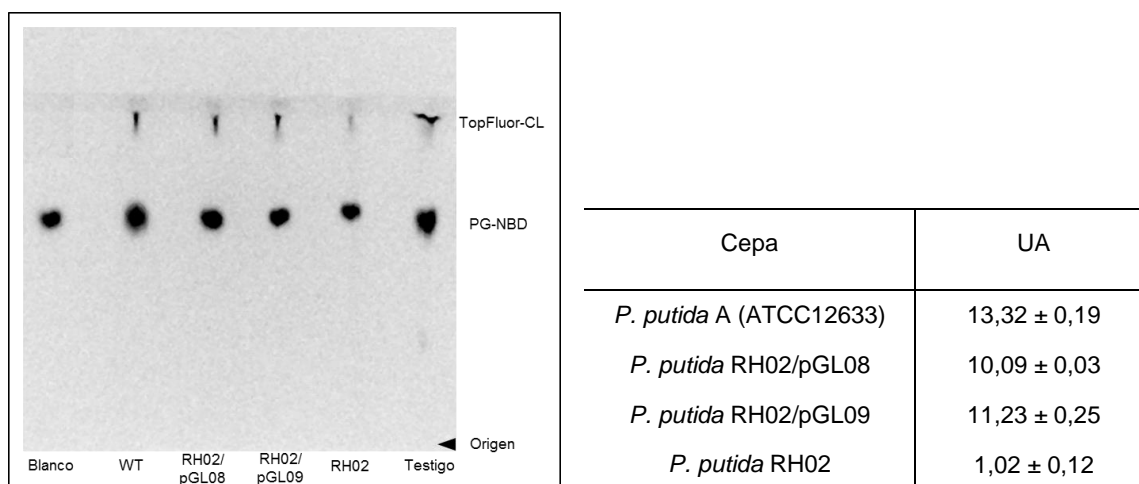 TopFluor-CL
PG-NBD
Origen
Blanco WT RH02/ pGL08 RH02/ pGL09 RH02 Testigo
Cepa UA
P. putida A (ATCC12633) 13,32 ± 0,19
P. putida RH02/pGL08 10,09 ± 0,03
P. putida RH02/pGL09 11,23 ± 0,25
P. putida RH02 1,02 ± 0,12